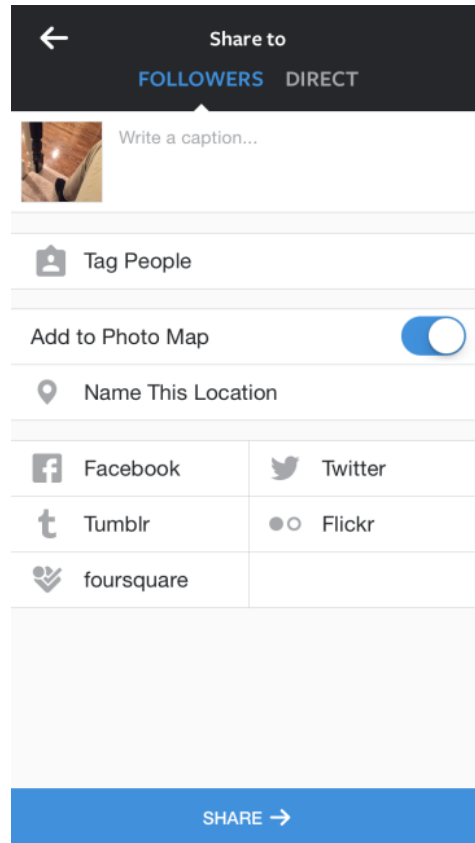 Share to
FOLLOWERS DIRECT
Write a caption...
Tag People
Add to Photo Map
Name This Location
Facebook Twitter
Tumblr Flickr
foursquare
SHARE